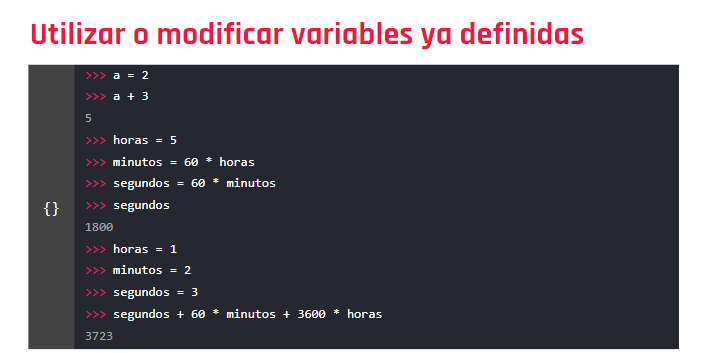 Utilizar o modificar variables ya definidas
>>> a = 2
>>> a + 3
5
>>> horas = 5
>>> minutos = 60 * horas
>>> segundos = 60 * minutos
{} >>> segundos
1800
>>> horas = 1
>>> minutos = 2
>>> segundos = 3
>>> segundos + 60 * minutos + 3600 * horas
3723